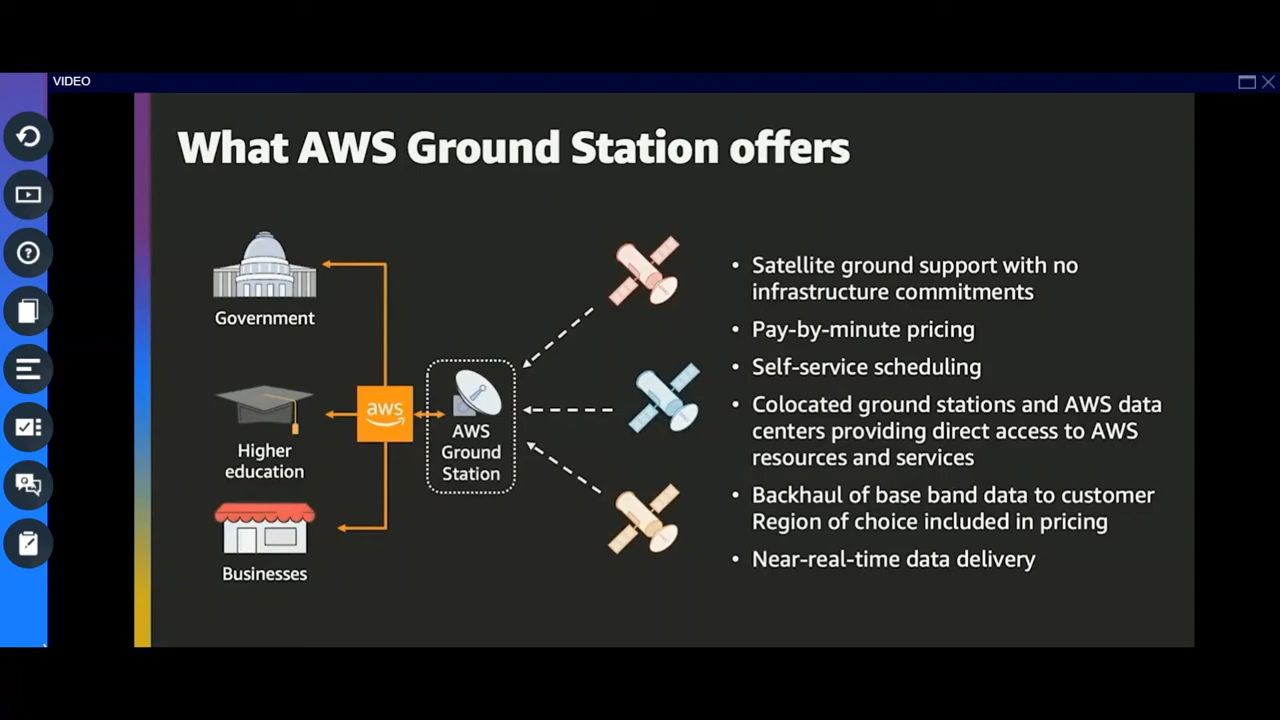 VIDEO
What AWS Ground Station offers
Government
Higher
education
Businesses
aws
AWS
Ground
Station
• Satellite ground support with no
infrastructure commitments
• Pay-by-minute pricing
• Self-service scheduling
• Colocated ground stations and AWS data
centers providing direct access to AWS
resources and services
• Backhaul of base band data to customer
Region of choice included in pricing
• Near-real-time data delivery